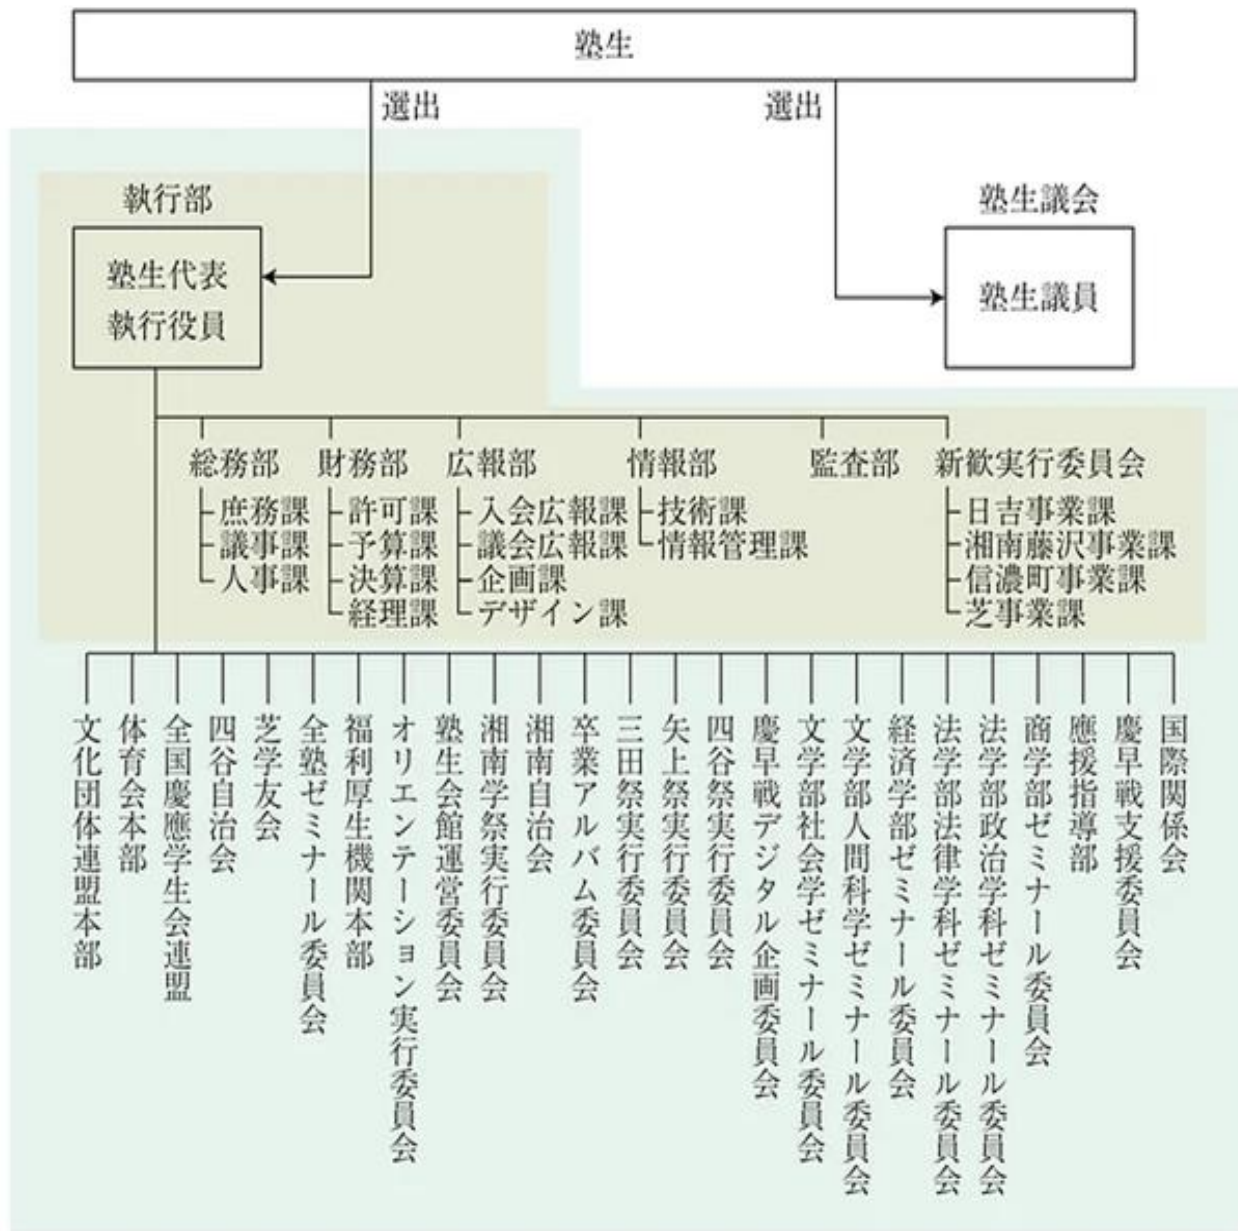 塾生
選出
選出
執行部
塾生代表
執行役員
塾生議会
塾生議員
総務部
庶務課
議事課
人事課
財務部
許可課
予算課
決算課
経理課
広報部
入会広報課
議会広報課
企画課
デザイン課
情報部
技術課
情報管理課
監査部
新歓実行委員会
日吉事業課
湘南藤沢事業課
信濃町事業課
芝事業課
文化団体連盟本部
体育会本部
全国慶應学生会連盟
四谷自治会
芝学友会
全塾ゼミナール委員会
福利厚生機関本部
オリエンテーション実行委員会
塾生会館運営委員会
湘南学祭実行委員会
湘南自治会
卒業アルバム委員会
三田祭実行委員会
矢上祭実行委員会
四谷祭実行委員会
慶早戦デジタル企画委員会
文学部社会学ゼミナール委員会
文学部人間科学ゼミナール委員会
経済学部ゼミナール委員会
法学部法律学科ゼミナール委員会
法学部政治学科ゼミナール委員会
商学部ゼミナール委員会
應援指導部
慶早戦支援委員会
国際関係会